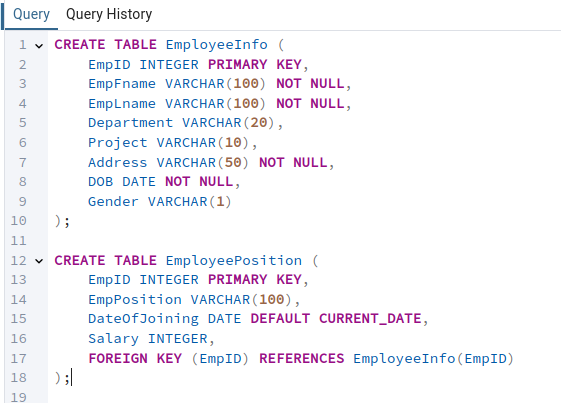 Query Query History
1 CREATE TABLE EmployeeInfo (
2 EmpID INTEGER PRIMARY KEY,
3 EmpFname VARCHAR(100) NOT NULL,
4 EmpLname VARCHAR(100) NOT NULL,
5 Department VARCHAR(20),
6 Project VARCHAR(10),
7 Address VARCHAR(50) NOT NULL,
8 DOB DATE NOT NULL,
9 Gender VARCHAR(1)
10 );
11
12 CREATE TABLE EmployeePosition (
13 EmpID INTEGER PRIMARY KEY,
14 EmpPosition VARCHAR(100),
15 DateOfJoining DATE DEFAULT CURRENT_DATE,
16 Salary INTEGER,
17 FOREIGN KEY (EmpID) REFERENCES EmployeeInfo(EmpID)
18 );
19